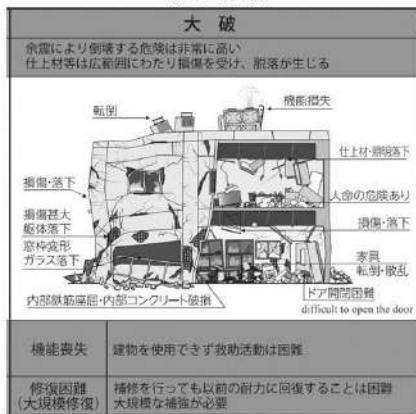 大 破
余震により倒壊する危険は非常に高い
仕上材等は広範囲にわたり損傷を受け、脱落が生じる
転倒
機能損失
仕上材・照明落下
損傷・落下
人命の危険あり
損傷甚大
躯体落下
損傷・落下
窓枠変形
ガラス落下
家具
転倒・散乱
内部鉄筋座屈・内部コンクリート破損
ドア開閉困難
difficult to open the door
機能喪失
建物を使用できず救助活動は困難
修復困難
(大規模修復)
補修を行っても以前の耐力に回復することは困難
大規模な補強が必要